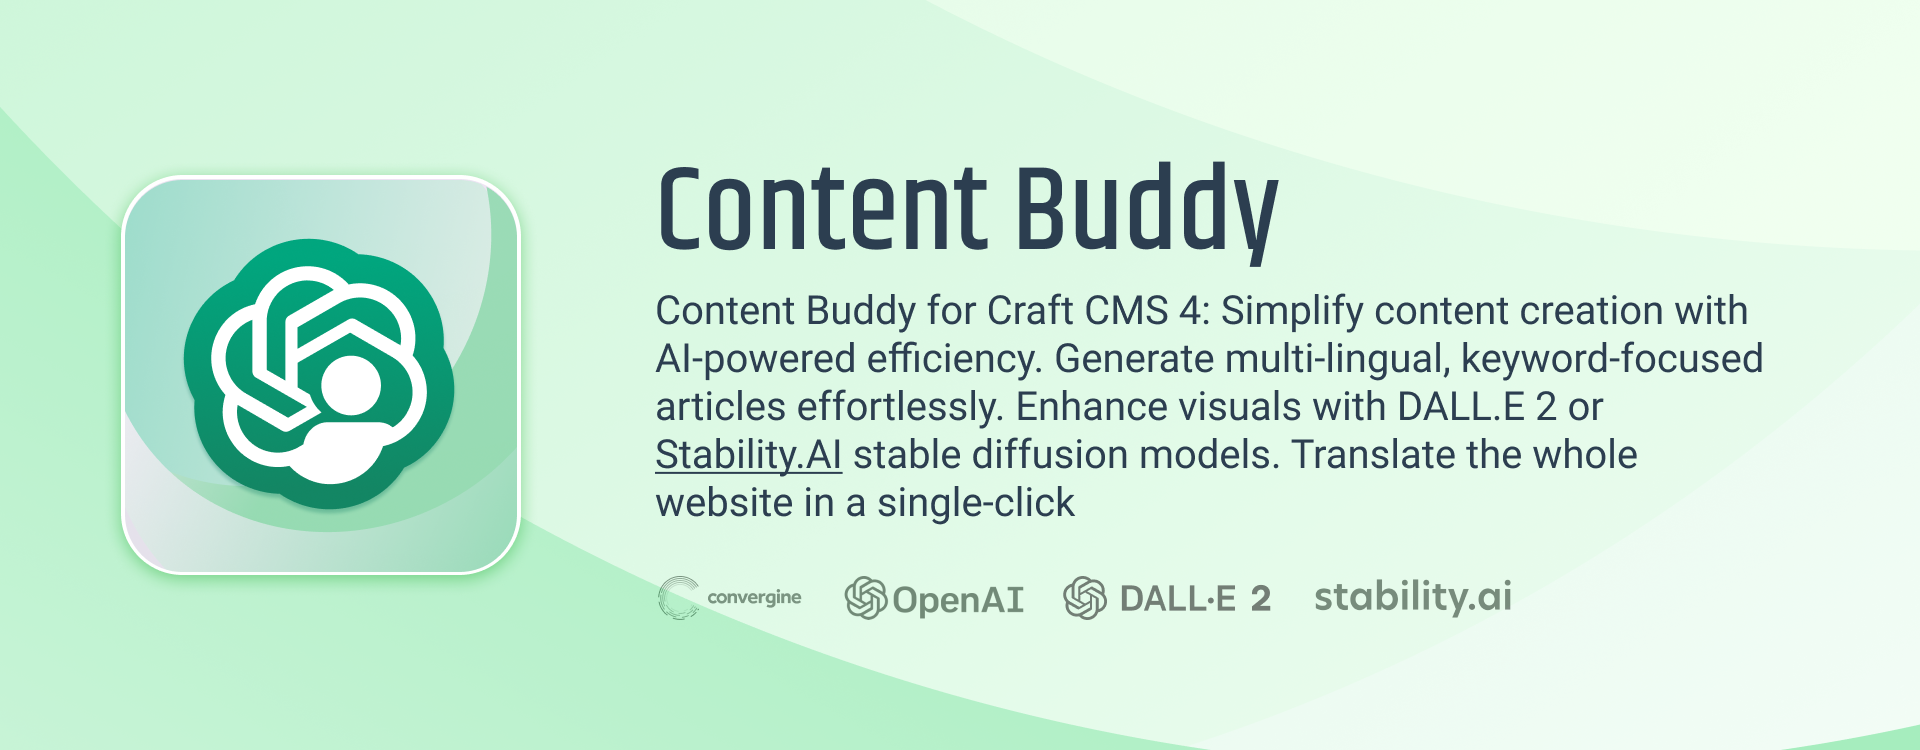 Content Buddy
Content Buddy for Craft CMS 4: Simplify content creation with
AI-powered efficiency. Generate multi-lingual, keyword-focused
articles effortlessly. Enhance visuals with DALL.E 2 or
Stability.AI stable diffusion models. Translate the whole
website in a single-click
convergine OpenAI DALL·E 2 stability.ai